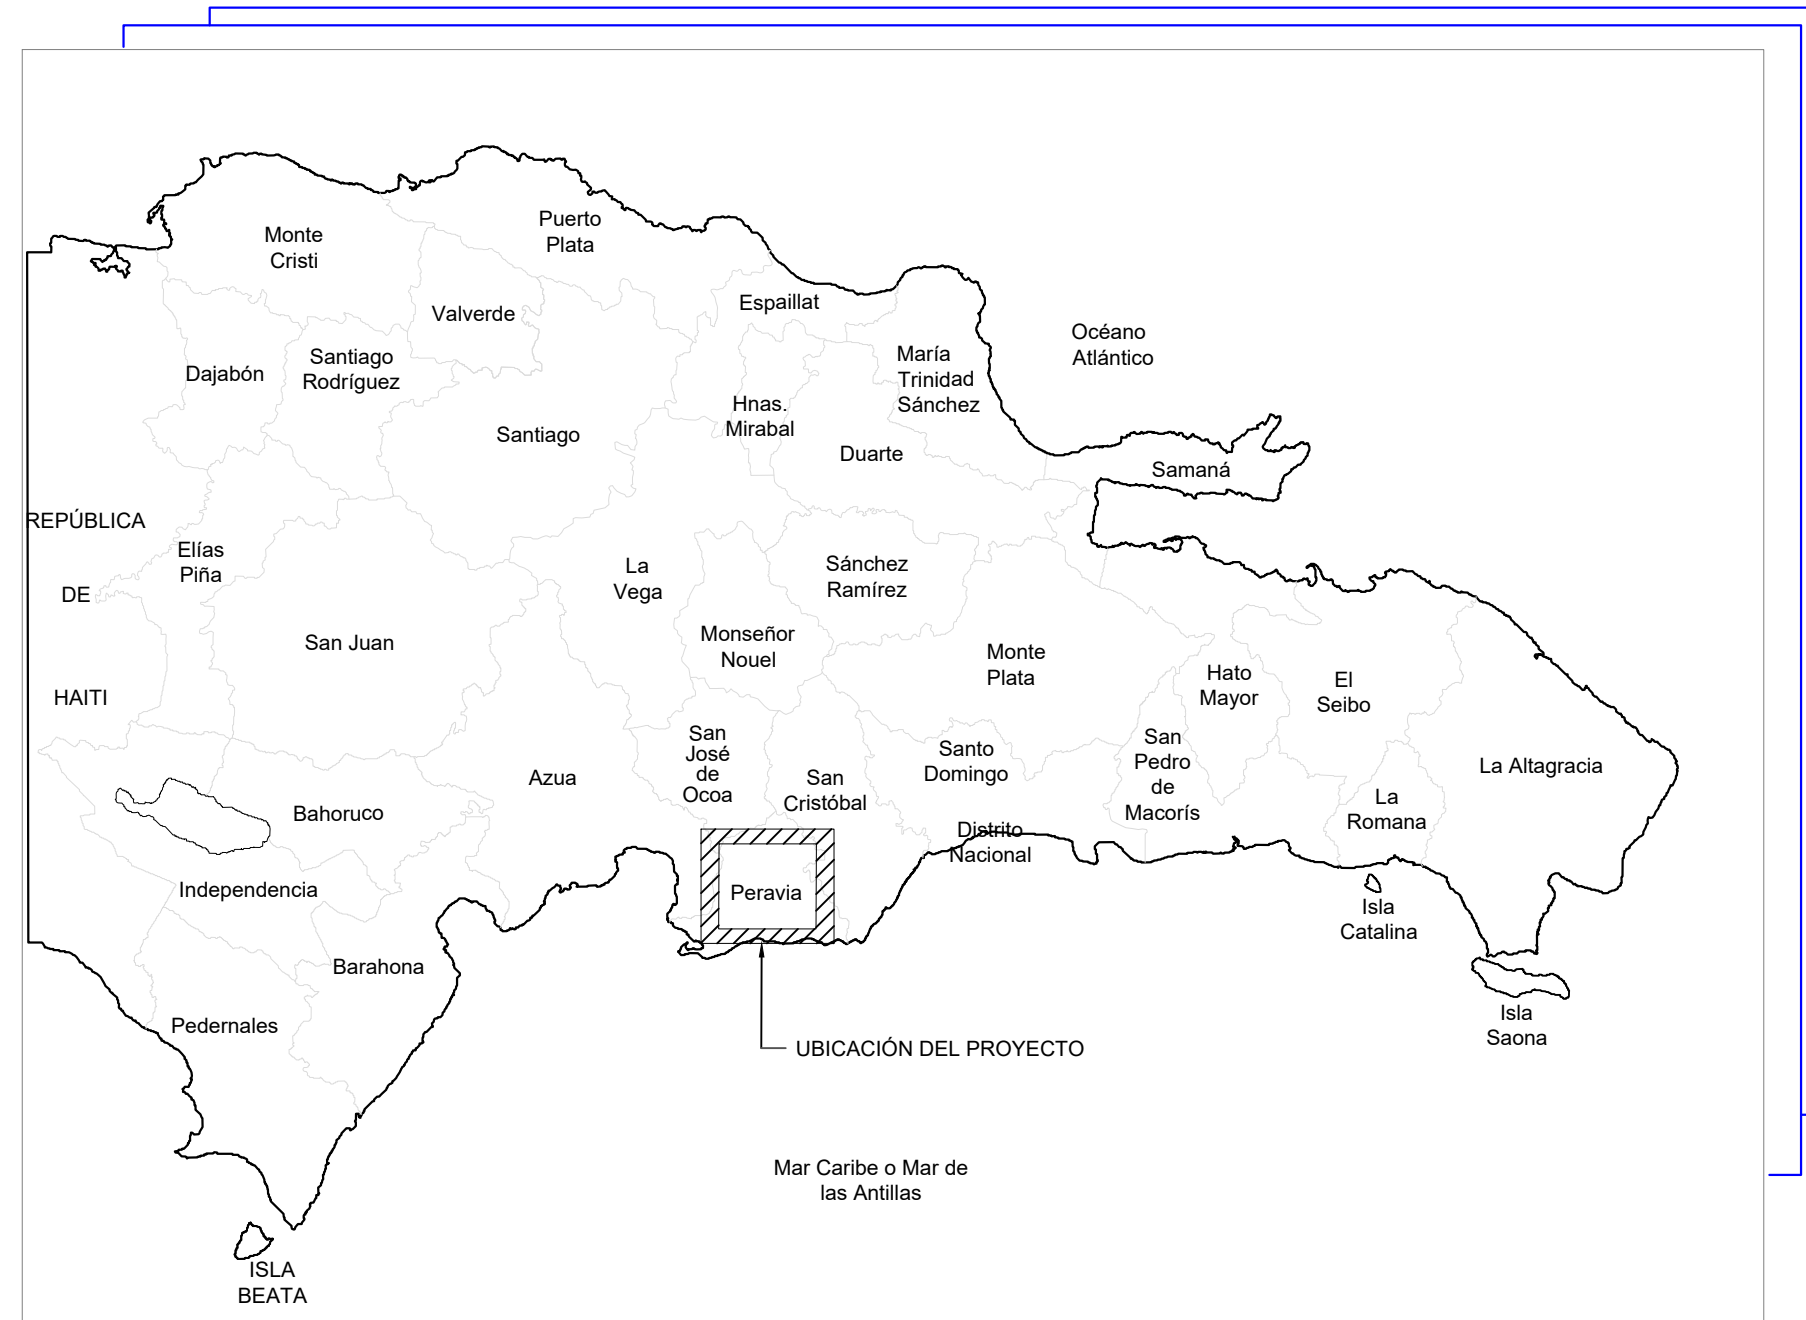 Puerto
Plata
Monte
Cristi
Espaillat
Valverde
Océano
Atlántico
María
Trinidad
Sánchez
Santiago
Rodríguez
Dajabón
Hnas.
Mirabal
Santiago
Duarte
Samaná
REPÚBLICA
DE
HAITI
Elías
Piña
La
Vega
Sánchez
Ramírez
San Juan
Monseñor
Nouel
Monte
Plata
Hato
Mayor
El
Seibo
San
José
de
Ocoa
Santo
Domingo
San
Pedro
de
Macorís
La Altagracia
Azua
San
Cristóbal
Bahoruco
La
Romana
Distrito
Nacional
Independencia
Peravia
Isla
Catalina
Barahona
Pedernales
Isla
Saona
UBICACIÓN DEL PROYECTO
Mar Caribe o Mar de
las Antillas
ISLA
BEATA